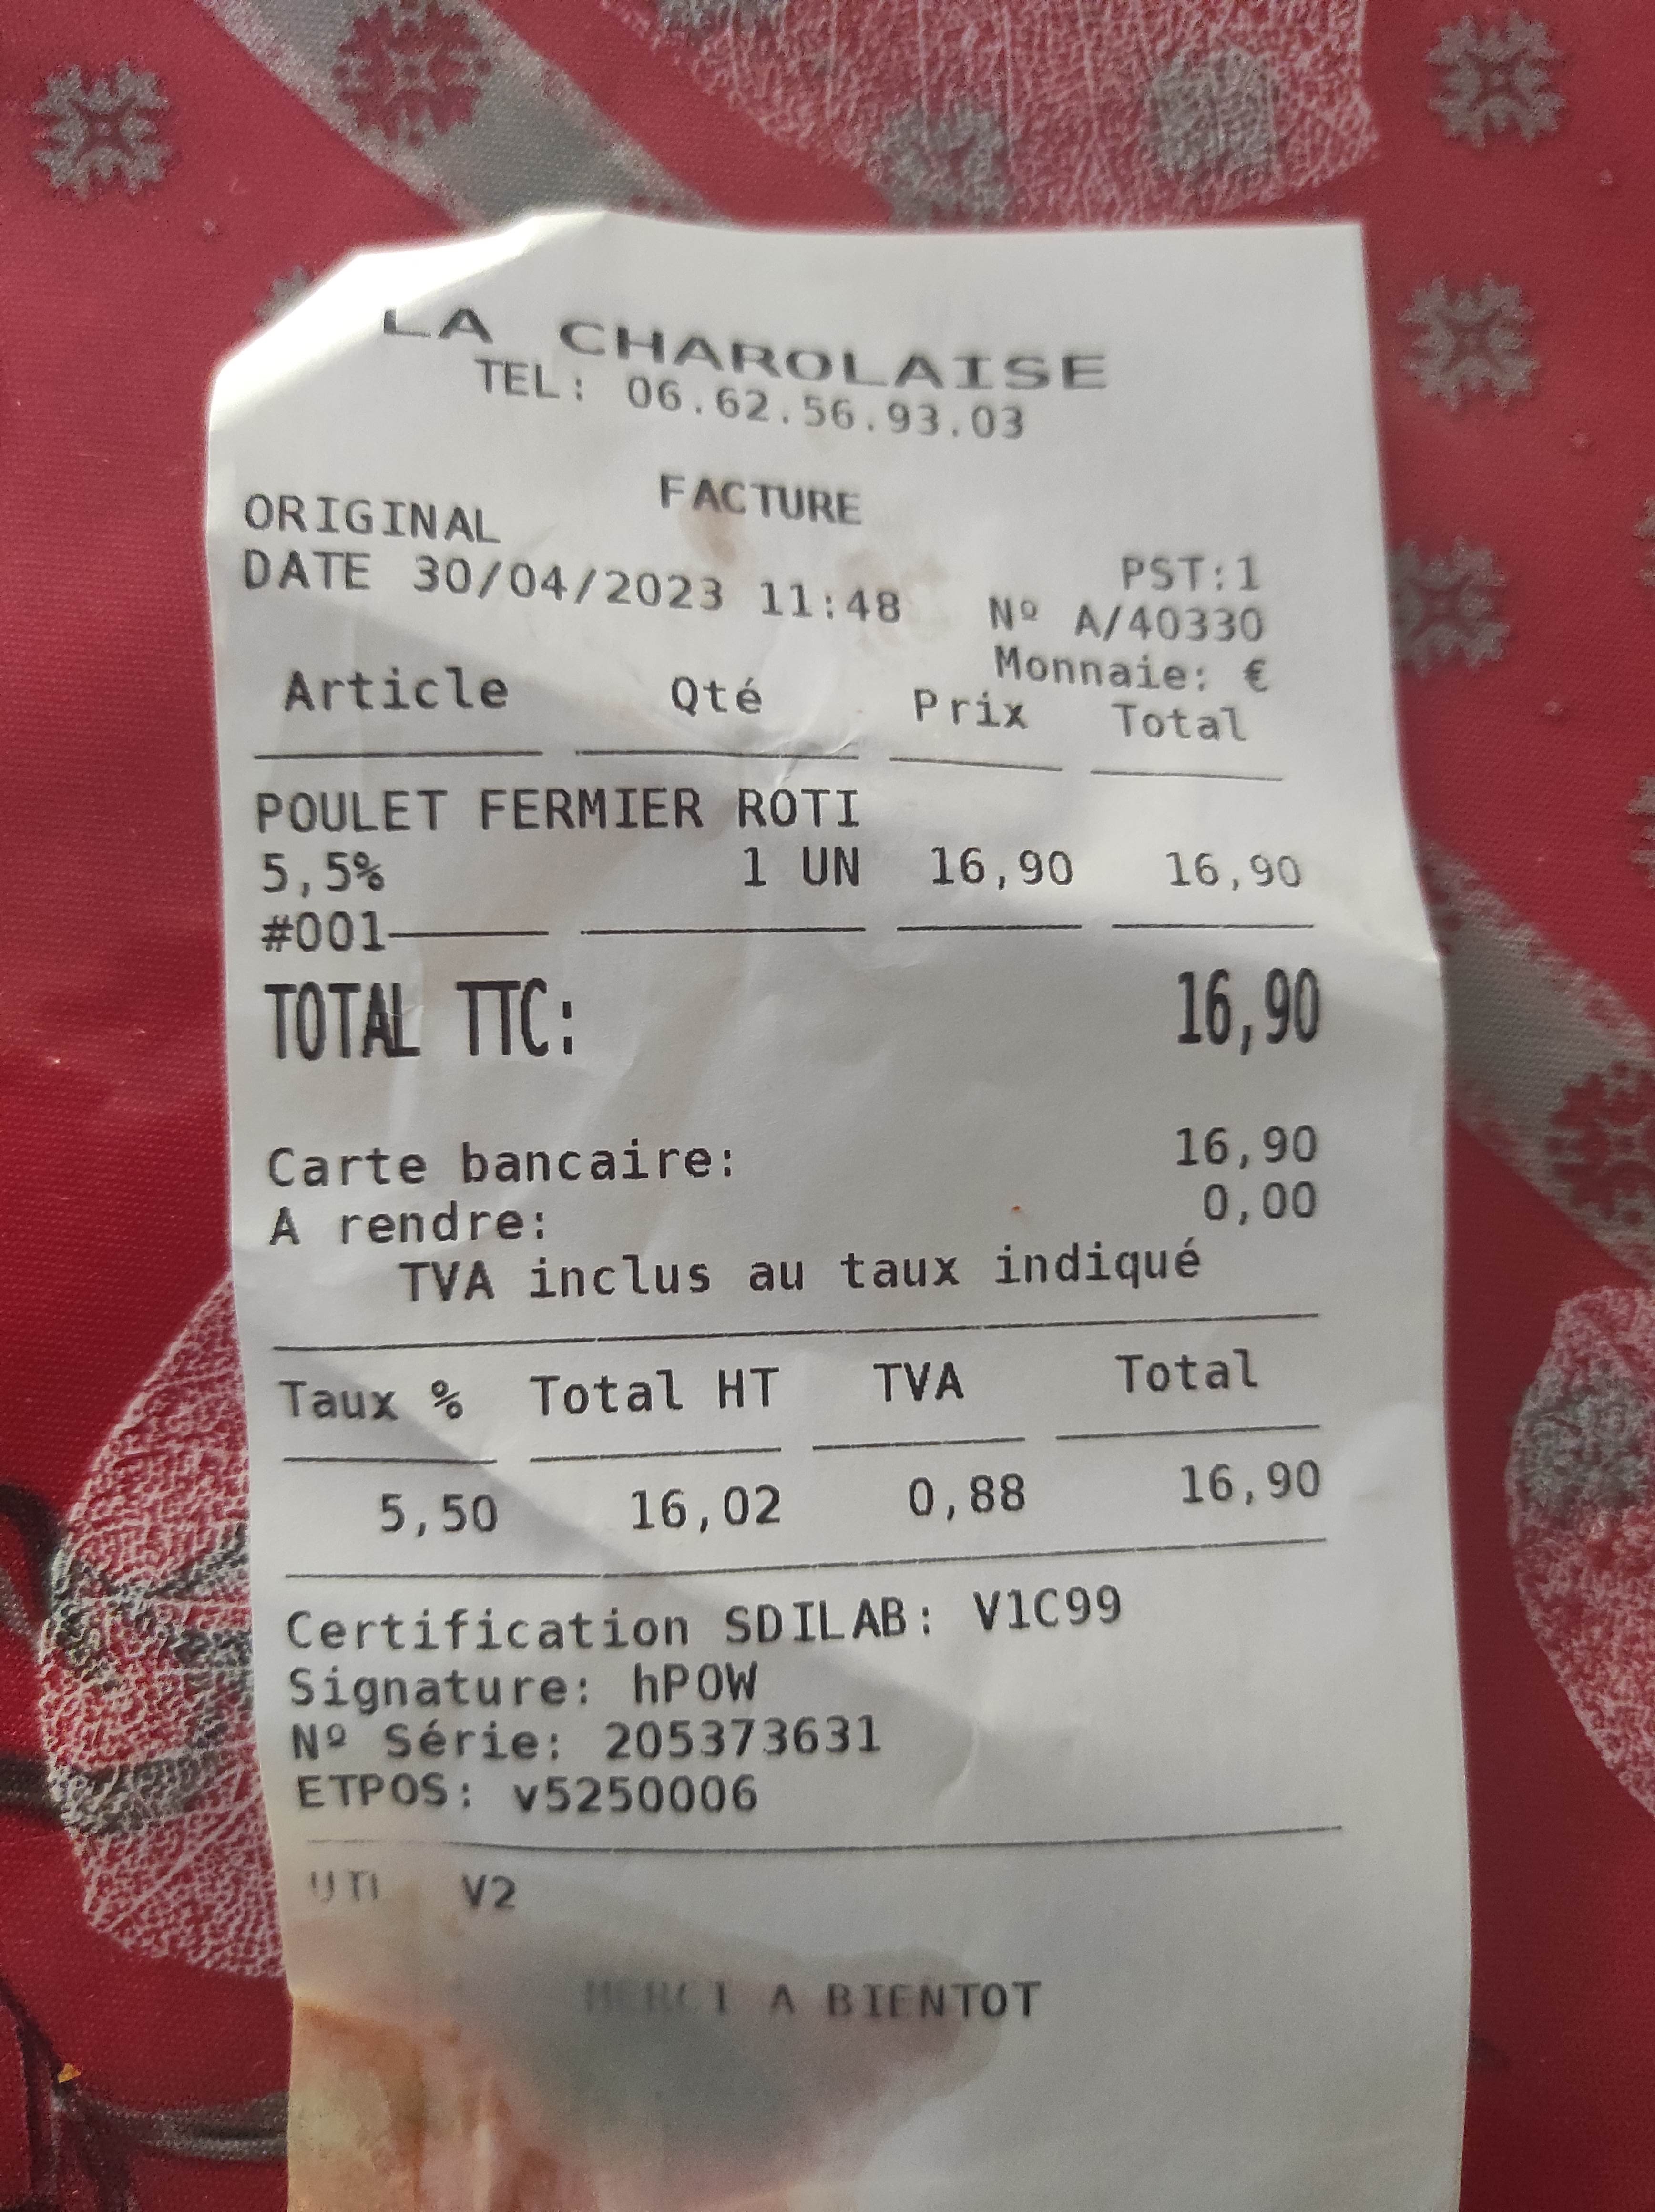 LA CHAROLAISE
TEL: 06.62.56.93.03
FACTURE
ORIGINAL
PST:1
DATE 30/04/2023 11:48 Nº A/40330
Monnaie: €
Article Qté Prix Total
POULET FERMIER ROTI
5,5% 1 UN 16,90 16,90
#001
TOTAL TTC: 16,90
Carte bancaire: 16,90
A rendre: 0,00
TVA inclus au taux indiqué
Taux % Total HT TVA Total
5,50 16,02 0,88 16,90
Certification SDILAB: V1C99
Signature: hPOW
Nº Série: 205373631
ETPOS: v5250006
V2
MERCI A BIENTOT